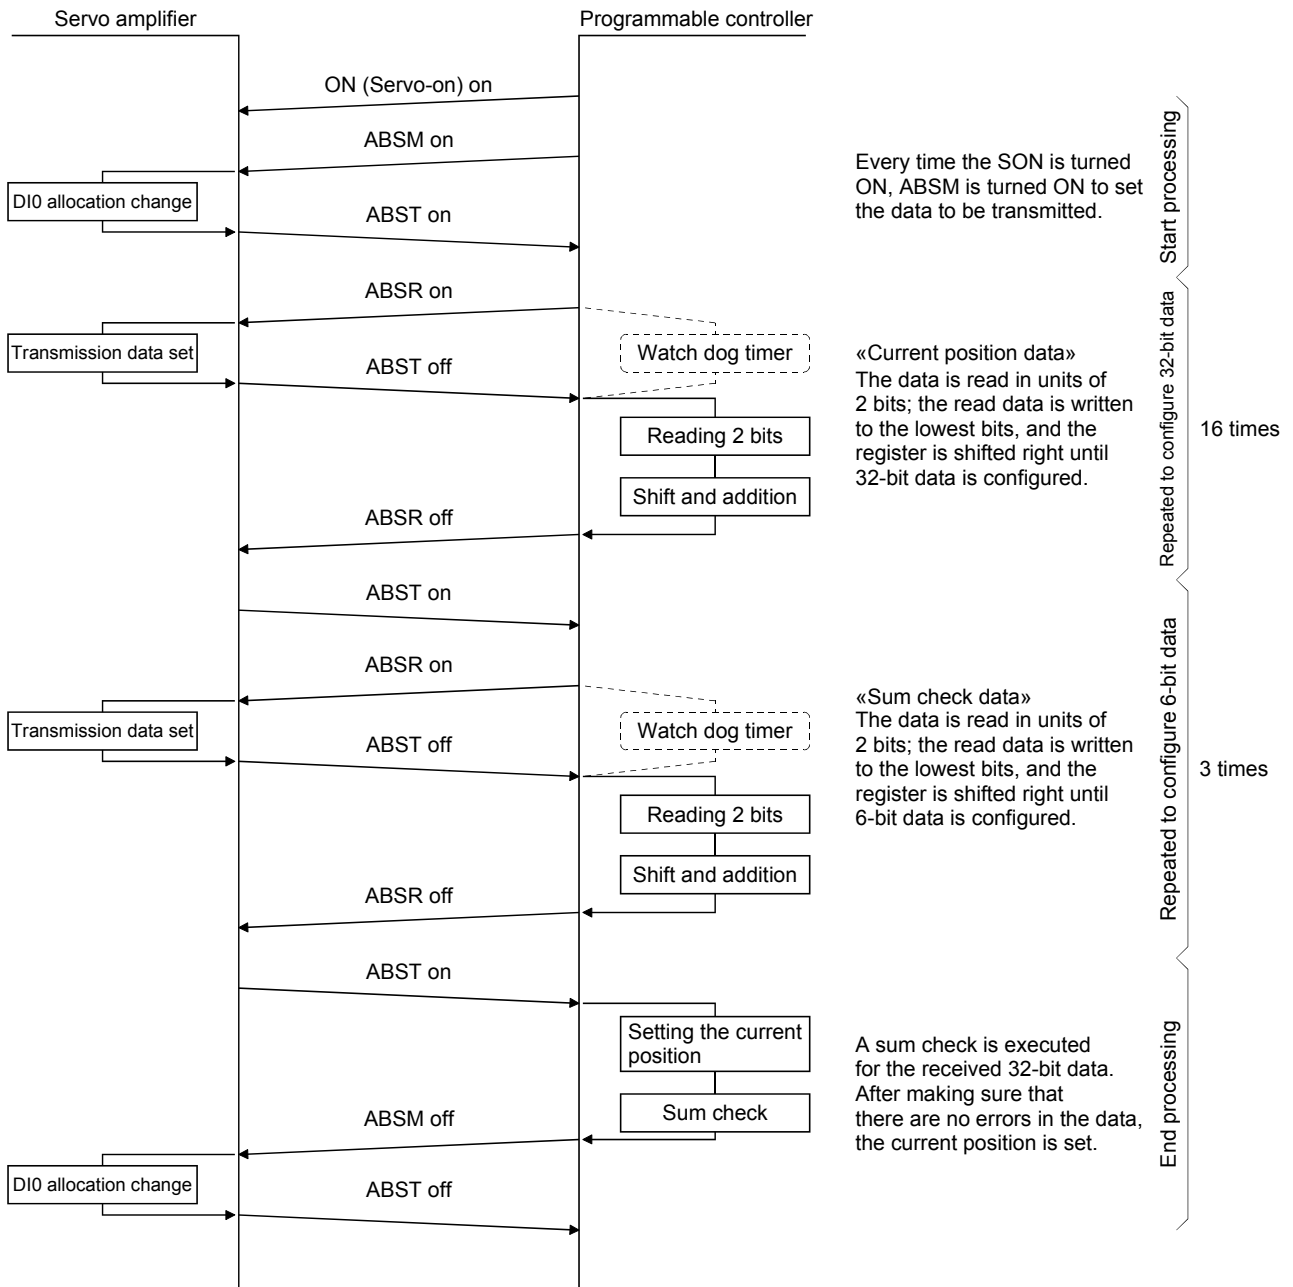 Servo amplifier
Programmable controller
ON (Servo-on) on
ABSM on
DI0 allocation change
ABST on
Every time the SON is turned
ON, ABSM is turned ON to set
the data to be transmitted.
Start processing
ABSR on
Transmission data set
Watch dog timer
ABST off
Reading 2 bits
Shift and addition
ABSR off
«Current position data»
The data is read in units of
2 bits; the read data is written
to the lowest bits, and the
register is shifted right until
32-bit data is configured.
Repeated to configure 32-bit data
16 times
ABST on
ABSR on
Transmission data set
Watch dog timer
ABST off
Reading 2 bits
Shift and addition
ABSR off
«Sum check data»
The data is read in units of
2 bits; the read data is written
to the lowest bits, and the
register is shifted right until
6-bit data is configured.
Repeated to configure 6-bit data
3 times
ABST on
Setting the current
position
Sum check
ABSM off
DI0 allocation change
ABST off
A sum check is executed
for the received 32-bit data.
After making sure that
there are no errors in the data,
the current position is set.
End processing